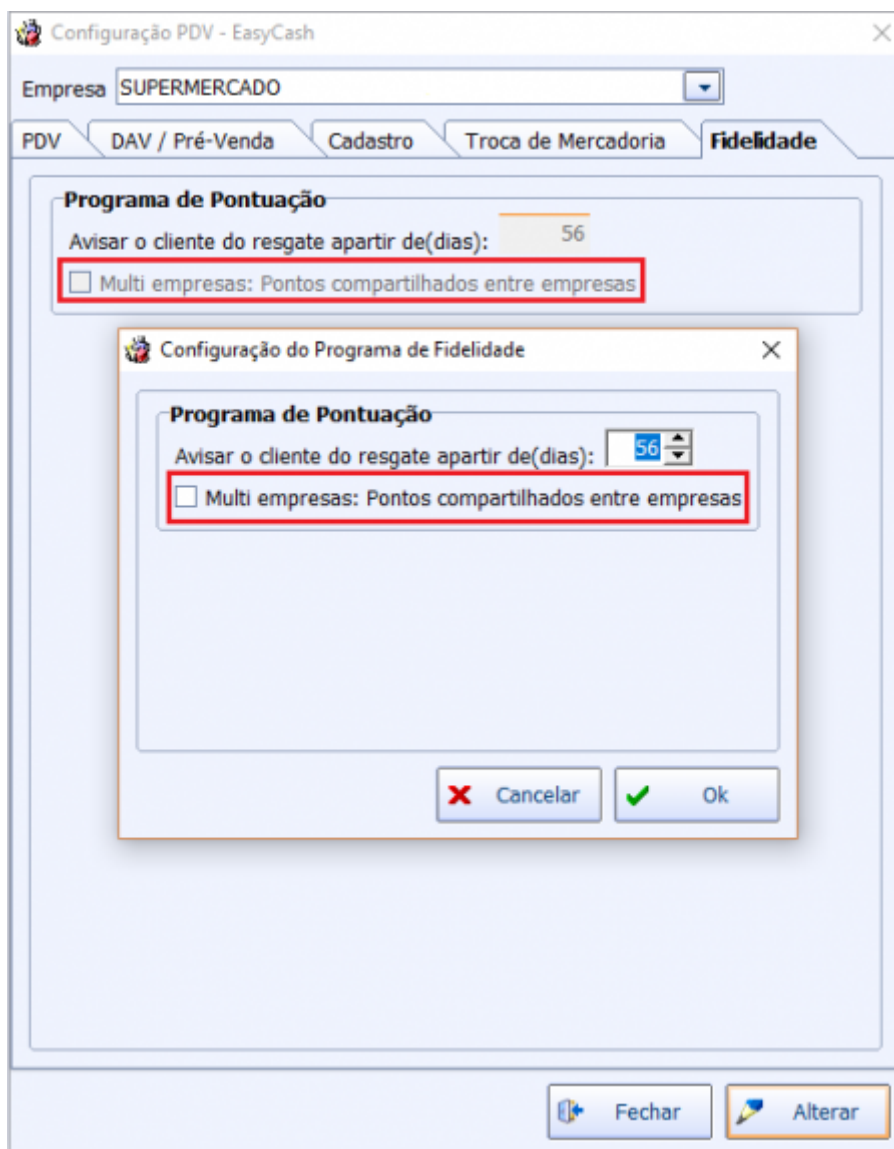 Configuração PDV - EasyCash
Empresa SUPERMERCADO
PDV DAV / Pré-Venda Cadastro Troca de Mercadoria Fidelidade
Programa de Pontuação
Avisar o cliente do resgate apartir de(dias): 56
Multi empresas: Pontos compartilhados entre empresas
Configuração do Programa de Fidelidade
Programa de Pontuação
Avisar o cliente do resgate apartir de(dias): 56
Multi empresas: Pontos compartilhados entre empresas
Cancelar Ok
Fechar Alterar